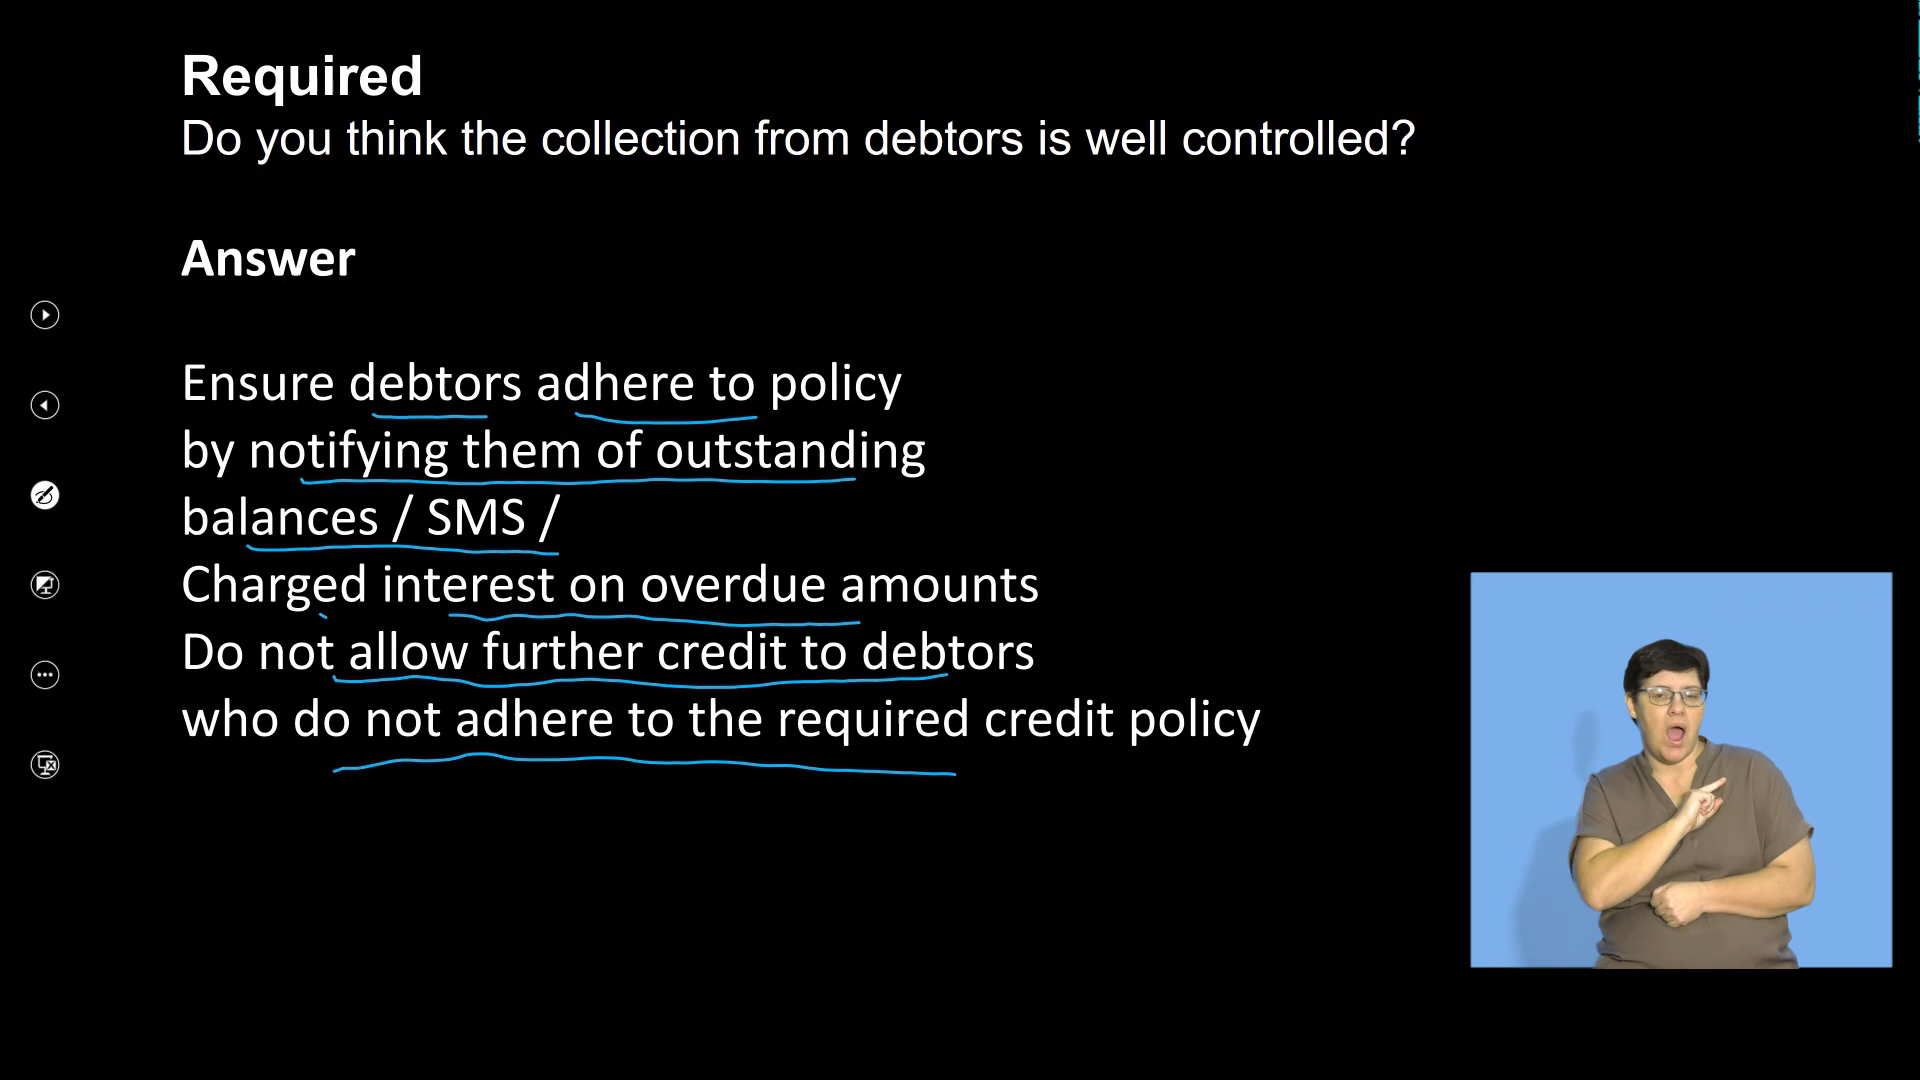 Required
Do you think the collection from debtors is well controlled?
Answer
Ensure debtors adhere to policy
by notifying them of outstanding
balances / SMS /
Charged interest on overdue amounts
Do not allow further credit to debtors
who do not adhere to the required credit policy